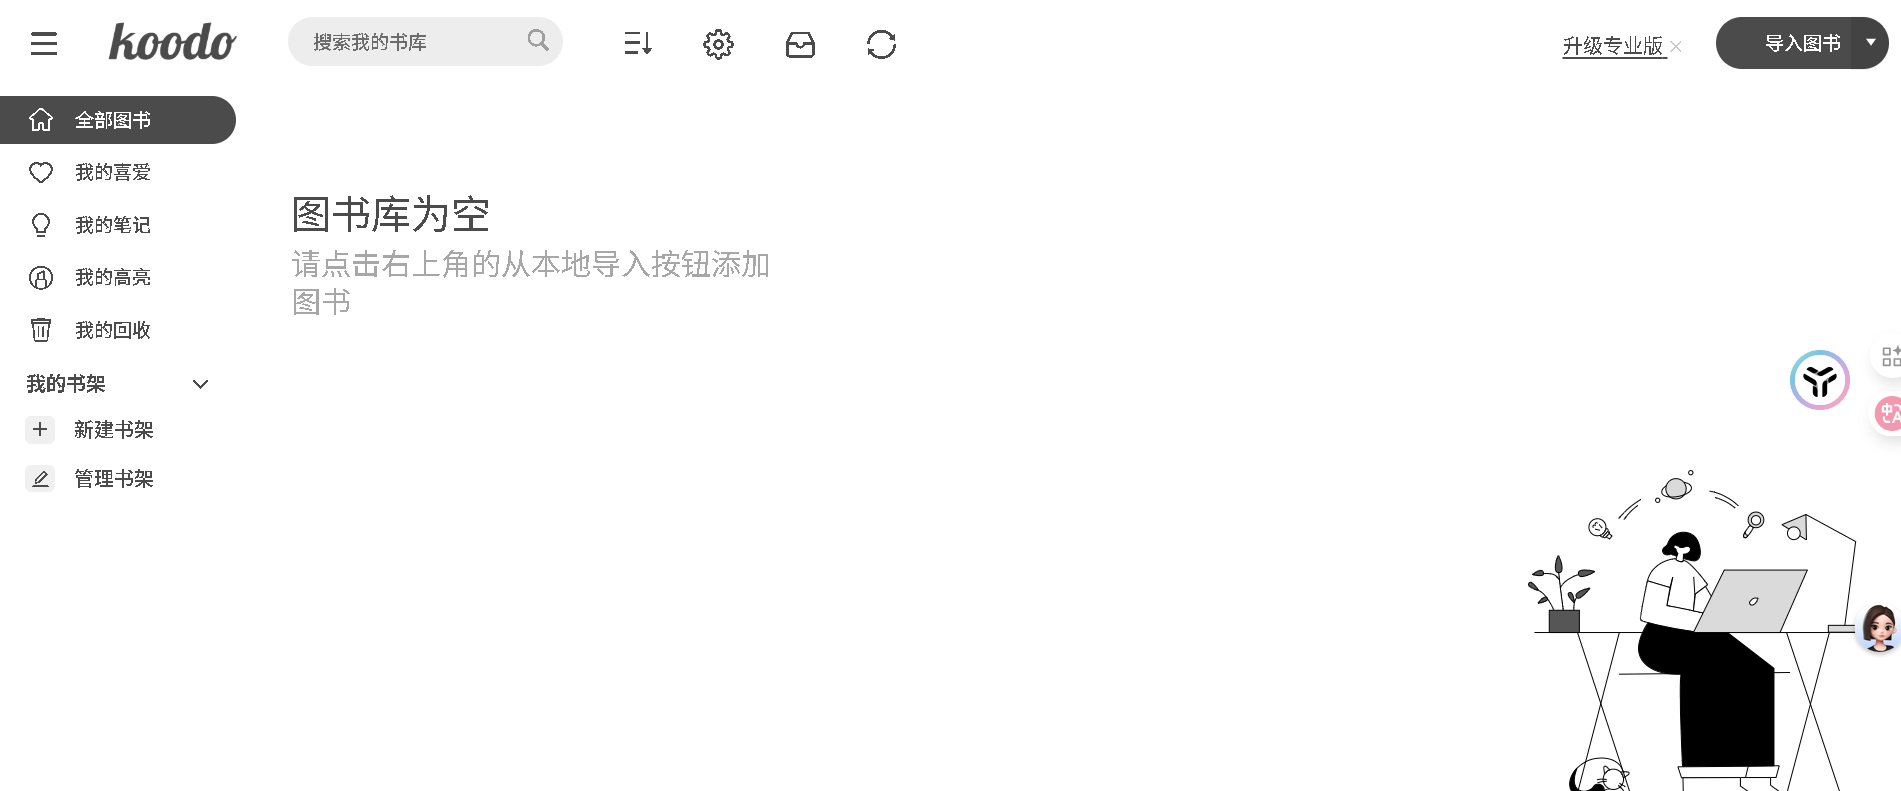 koodo
搜索我的书库
升级专业版
导入图书
全部图书
我的喜爱
我的笔记
我的高亮
我的回收
我的书架
新建书架
管理书架
图书库为空
请点击右上角的从本地导入按钮添加
图书
中
A